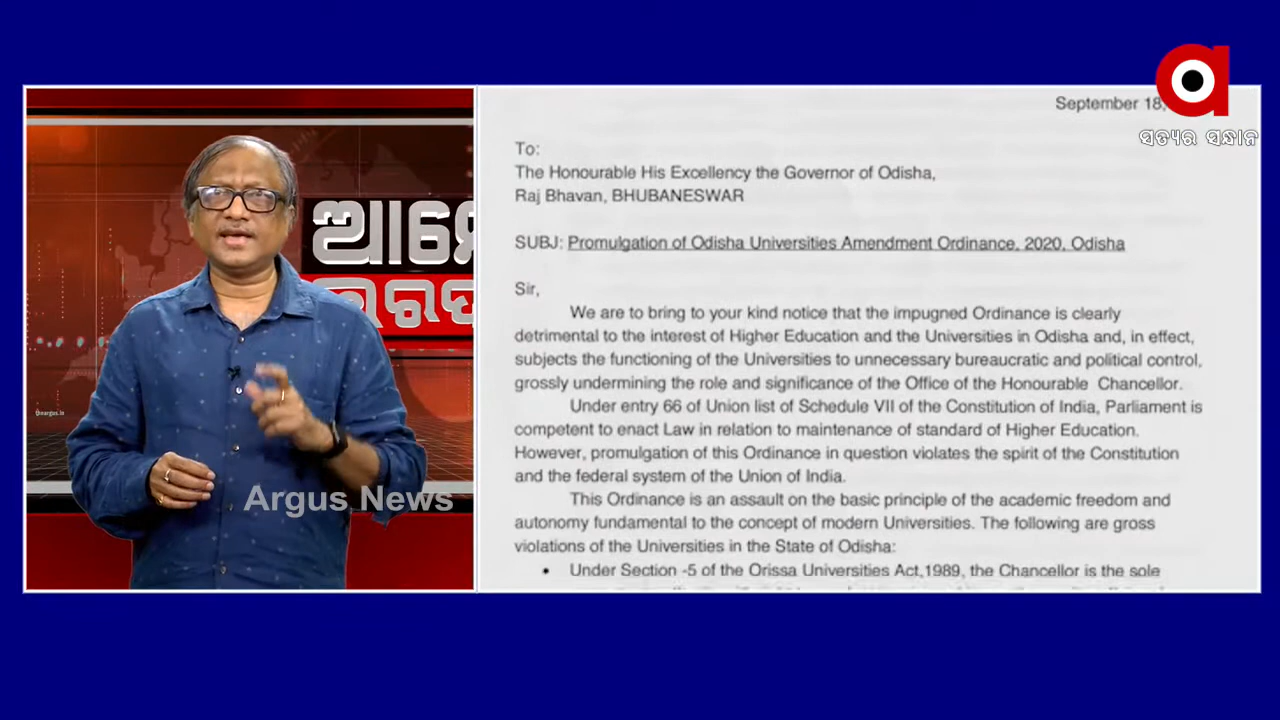 ସତ୍ୟର ସନ୍ଧାନ
theargus.in
Argus News
September 18,
To:
The Honourable His Excellency the Governor of Odisha,
Raj Bhavan, BHUBANESWAR
SUBJ: Promulgation of Odisha Universities Amendment Ordinance, 2020, Odisha
Sir,
We are to bring to your kind notice that the impugned Ordinance is clearly
detrimental to the interest of Higher Education and the Universities in Odisha and, in effect,
subjects the functioning of the Universities to unnecessary bureaucratic and political control,
grossly undermining the role and significance of the Office of the Honourable Chancellor.
Under entry 66 of Union list of Schedule VII of the Constitution of India, Parliament is
competent to enact Law in relation to maintenance of standard of Higher Education.
However, promulgation of this Ordinance in question violates the spirit of the Constitution
and the federal system of the Union of India.
This Ordinance is an assault on the basic principle of the academic freedom and
autonomy fundamental to the concept of modern Universities. The following are gross
violations of the Universities in the State of Odisha:
• Under Section -5 of the Orissa Universities Act,1989, the Chancellor is the sole